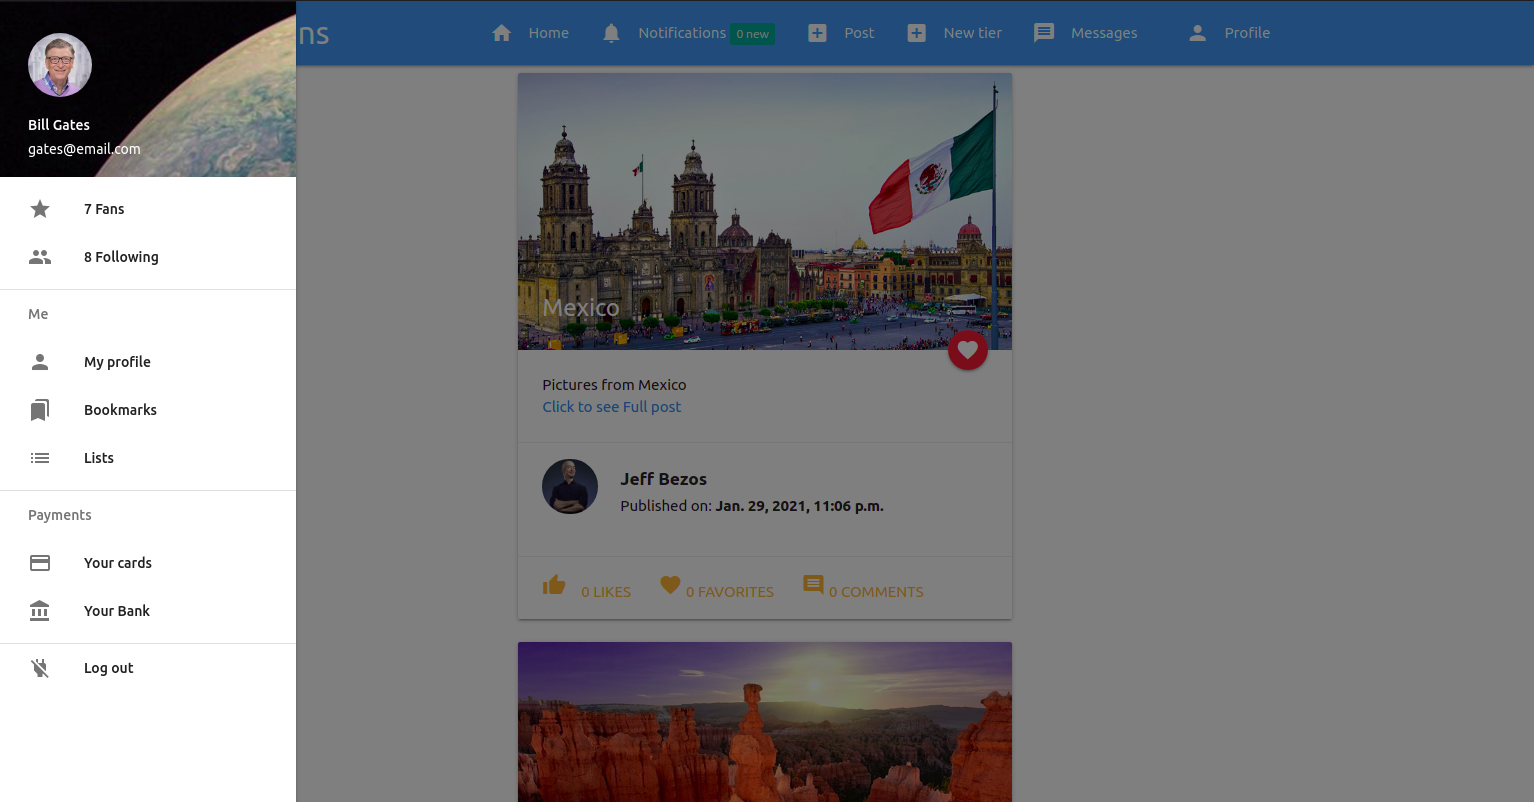 ns
Home
Notifications 0 new
Post
New tier
Messages
Profile
Bill Gates
gates@email.com
7 Fans
8 Following
Me
My profile
Bookmarks
Lists
Payments
Your cards
Your Bank
Log out
Mexico
Pictures from Mexico
Click to see Full post
Jeff Bezos
Published on: Jan. 29, 2021, 11:06 p.m.
0 LIKES
0 FAVORITES
0 COMMENTS